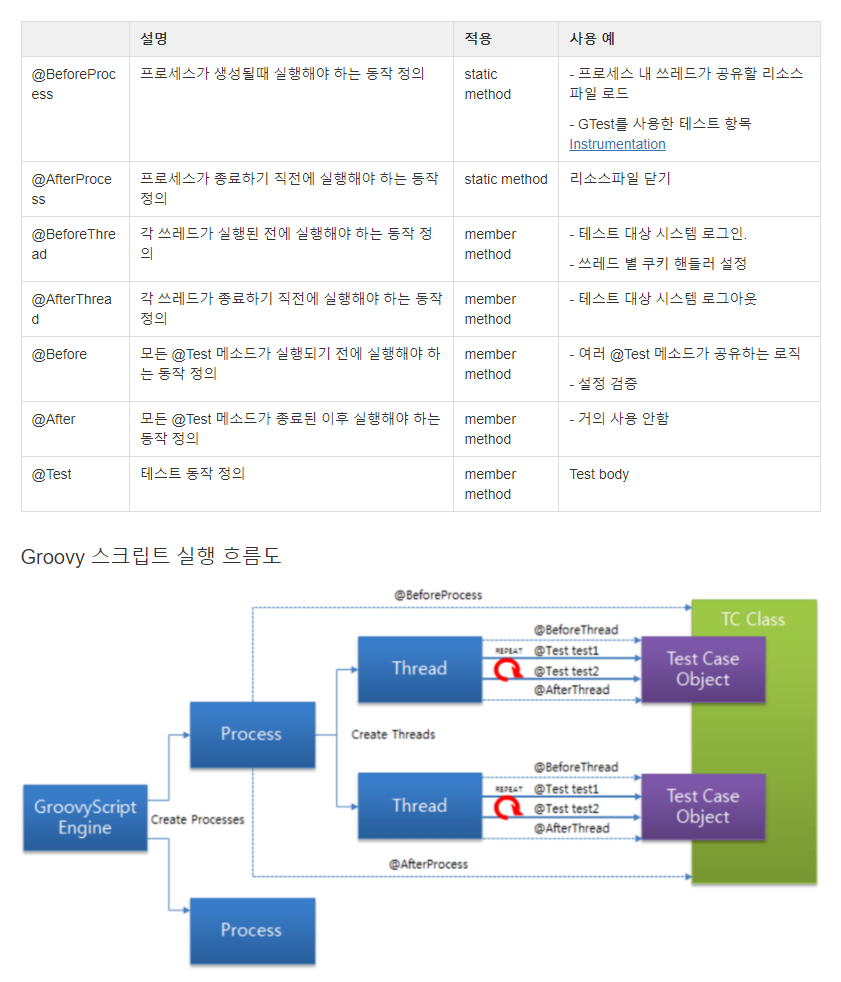 설명 적용 사용 예
@BeforeProc 프로세스가 생성될때 실행해야 하는 동작 정의 static - 프로세스 내 쓰레드가 공유할 리소스
ess method 파일 로드
- GTest를 사용한 테스트 항목
Instrumentation
@AfterProce 프로세스가 종료하기 직전에 실행해야 하는 동작 static method 리소스파일 닫기
ss 정의
@BeforeThre 각 쓰레드가 실행된 전에 실행해야 하는 동작 정 member - 테스트 대상 시스템 로그인.
ad 의 method
- 쓰레드 별 쿠키 핸들러 설정
@AfterThrea 각 쓰레드가 종료하기 직전에 실행해야 하는 동작 member - 테스트 대상 시스템 로그아웃
d 정의 method
@Before 모든 @Test 메소드가 실행되기 전에 실행해야 하 member - 여러 @Test 메소드가 공유하는 로직
는 동작 정의 method
- 설정 검증
@After 모든 @Test 메소드가 종료된 이후 실행해야 하는 member - 거의 사용 안함
동작 정의 method
@Test 테스트 동작 정의 member Test body
method
Groovy 스크립트 실행 흐름도
@BeforeProcess
TC Class
@BeforeThread
REPEAT @Test test1
Thread
Test Case
Object
@Test test2
@AfterThread
Process
Create Threads
@BeforeThread
REPEAT @Test test1
Thread
Test Case
Object
@Test test2
@AfterThread
GroovyScript
Engine
Create Processes
@AfterProcess
Process